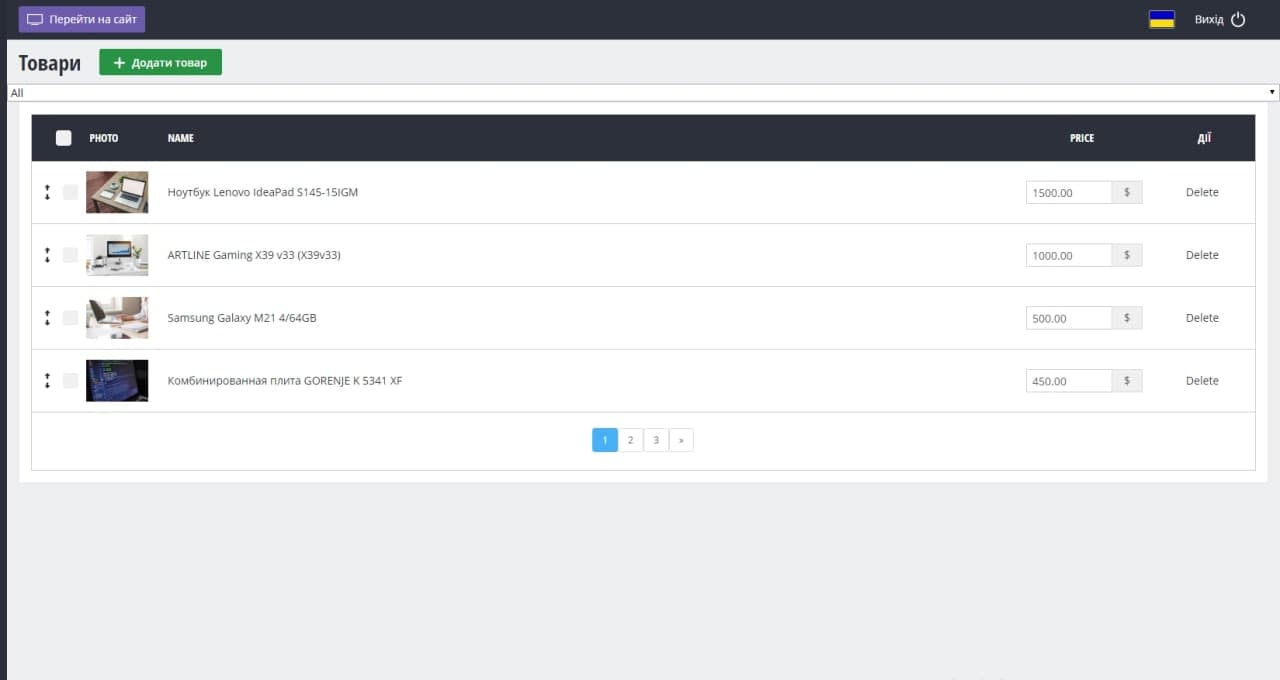 Перейти на сайт
Вихід
Товари
+ Додати товар
All
PHOTO NAME PRICE ДІЇ
Ноутбук Lenovo IdeaPad S145-15IGM 1500.00 $ Delete
ARTLINE Gaming X39 v33 (X39v33) 1000.00 $ Delete
Samsung Galaxy M21 4/64GB 500.00 $ Delete
Комбинированная плита GORENJE K 5341 XF 450.00 $ Delete
1 2 3 »